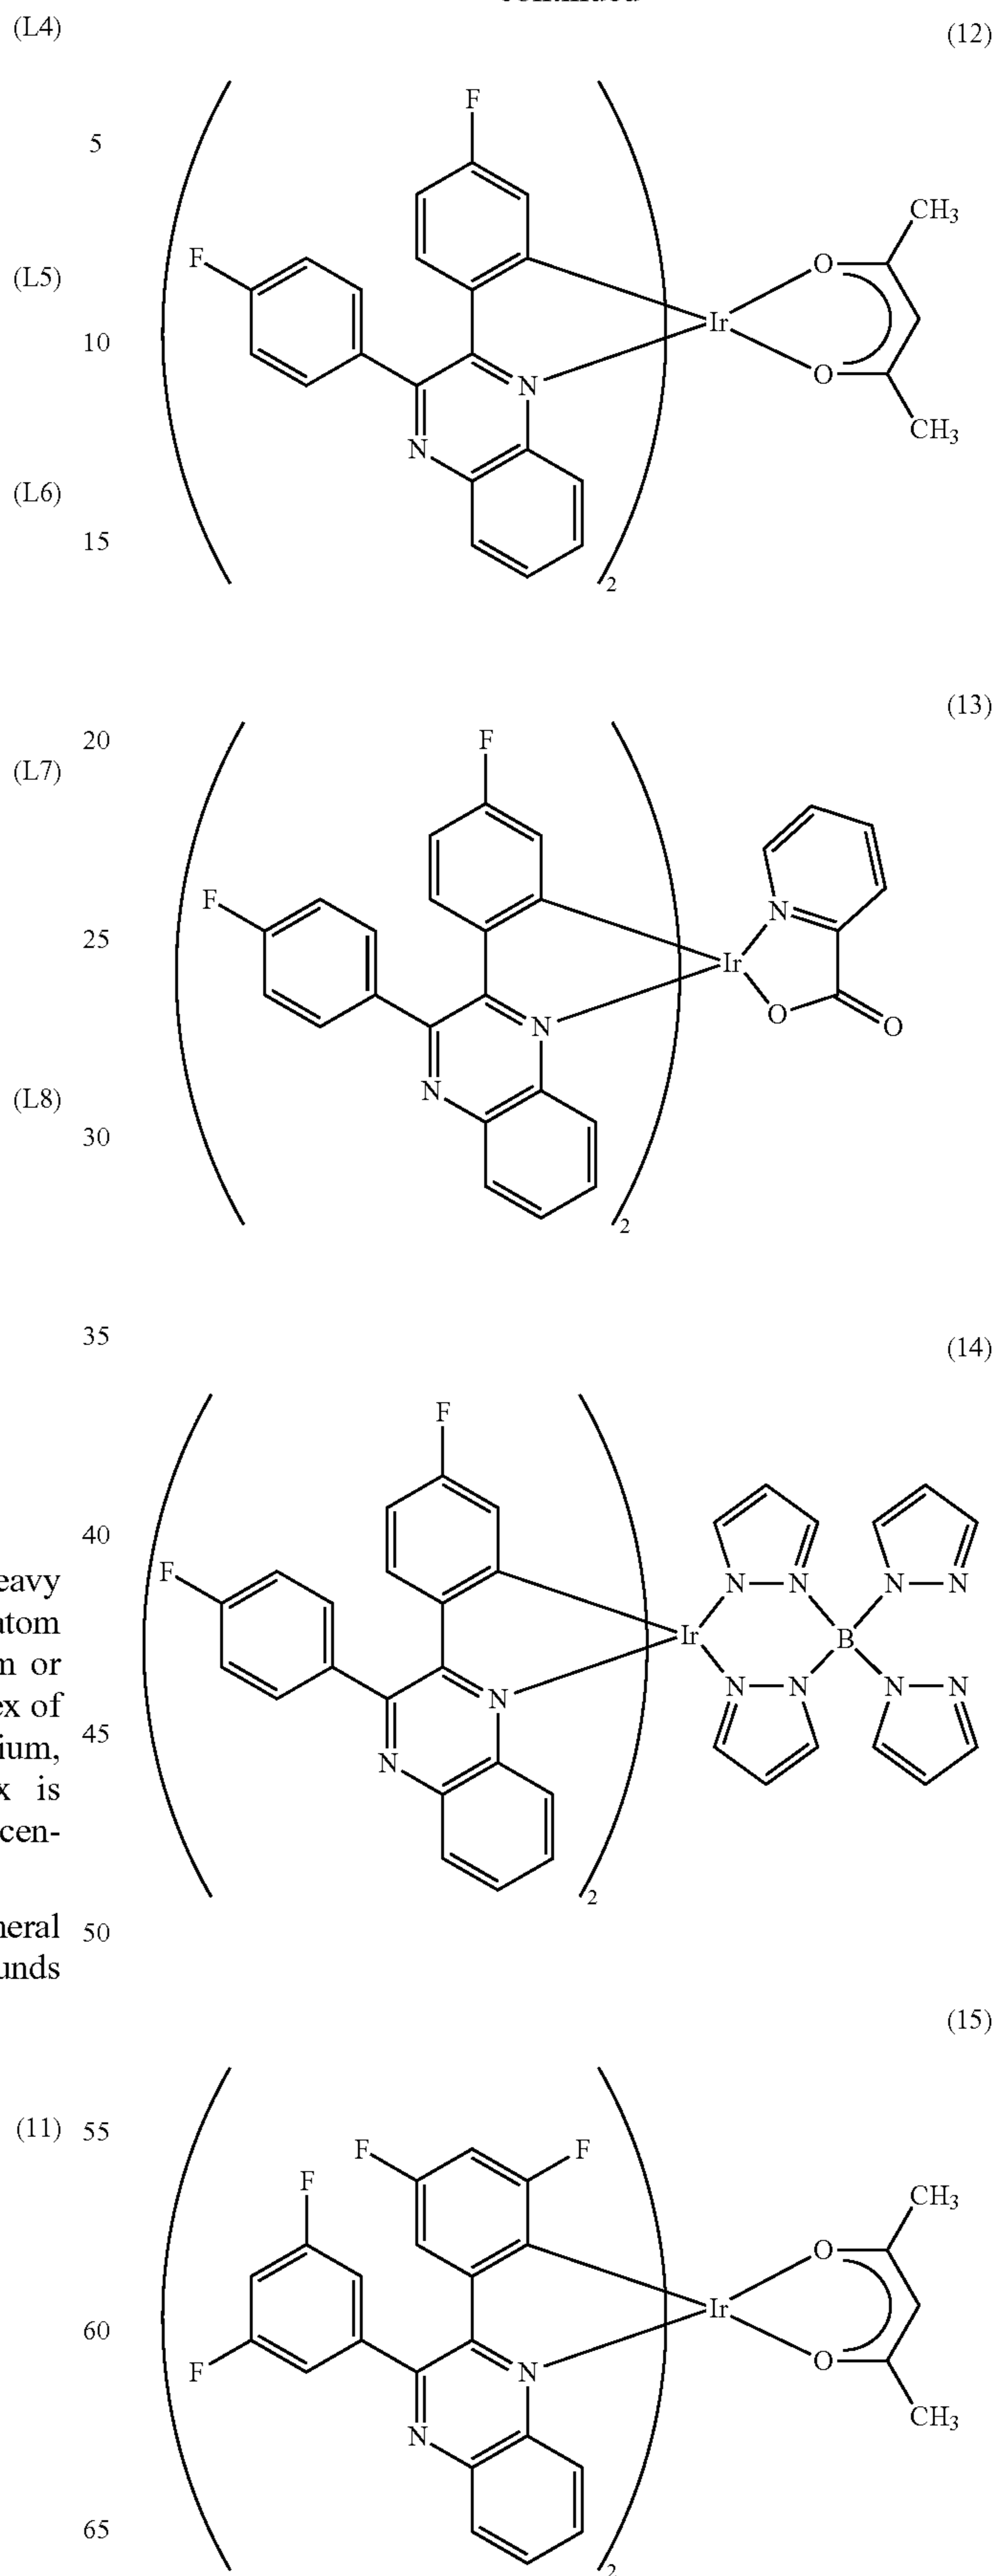 (L4)
(12)
F
5
CH3
F
O
(L5)
Ir
10
O
N
CH3
N
(L6)
15
2
(13)
20
F
(L7)
F
N
25
Ir
O
N
O
N
(L8)
30
2
35
(14)
F
40
F
eavy
N N N N
atom
Ir
B
m or
N N N N N
ex of
45
ium,
N
x is
cen-
2
neral
50
unds
(15)
(11)
55
F F
F
CH3
O
Ir
60
O
F
N
CH3
N
65
2